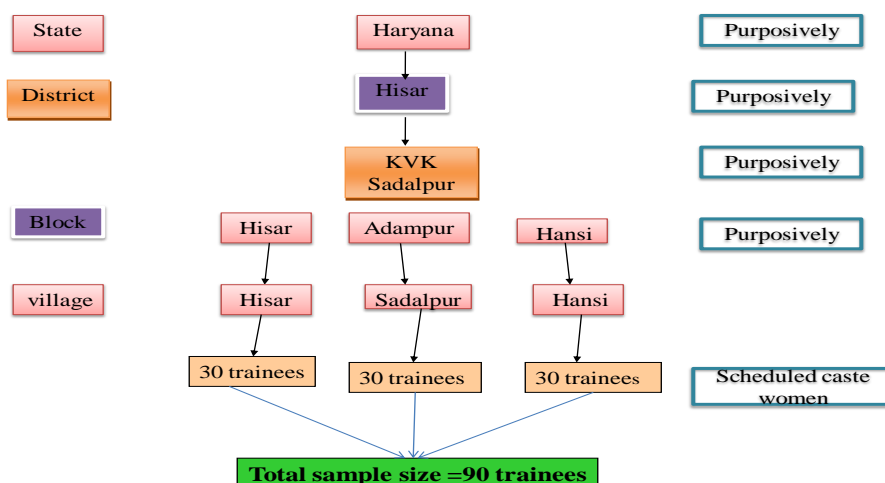 State
Haryana
Purposively
District
Hisar
Purposively
KVK
Sadalpur
Purposively
Block
Hisar
Adampur
Hansi
Purposively
village
Hisar
Sadalpur
Hansi
30 trainees
30 trainees
30 trainees
Scheduled caste
women
Total sample size =90 trainees